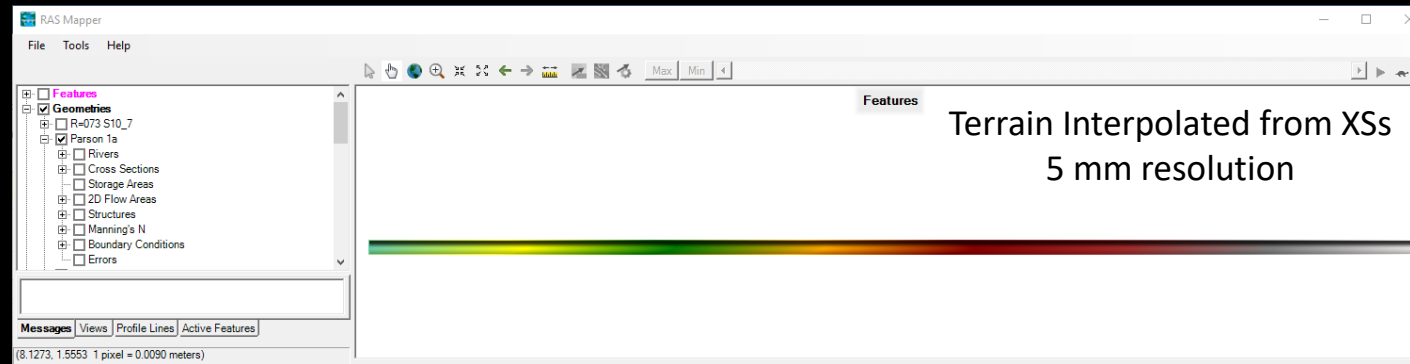 RAS Mapper
File Tools Help
Max Min
Features
Geometries
R=073 S10_7
Parson 1a
Rivers
Cross Sections
Storage Areas
2D Flow Areas
Structures
Manning's N
Boundary Conditions
Errors
Messages Views Profile Lines Active Features
(8.1273, 1.5553 1 pixel = 0.0090 meters)
Features
Terrain Interpolated from XSs
5 mm resolution